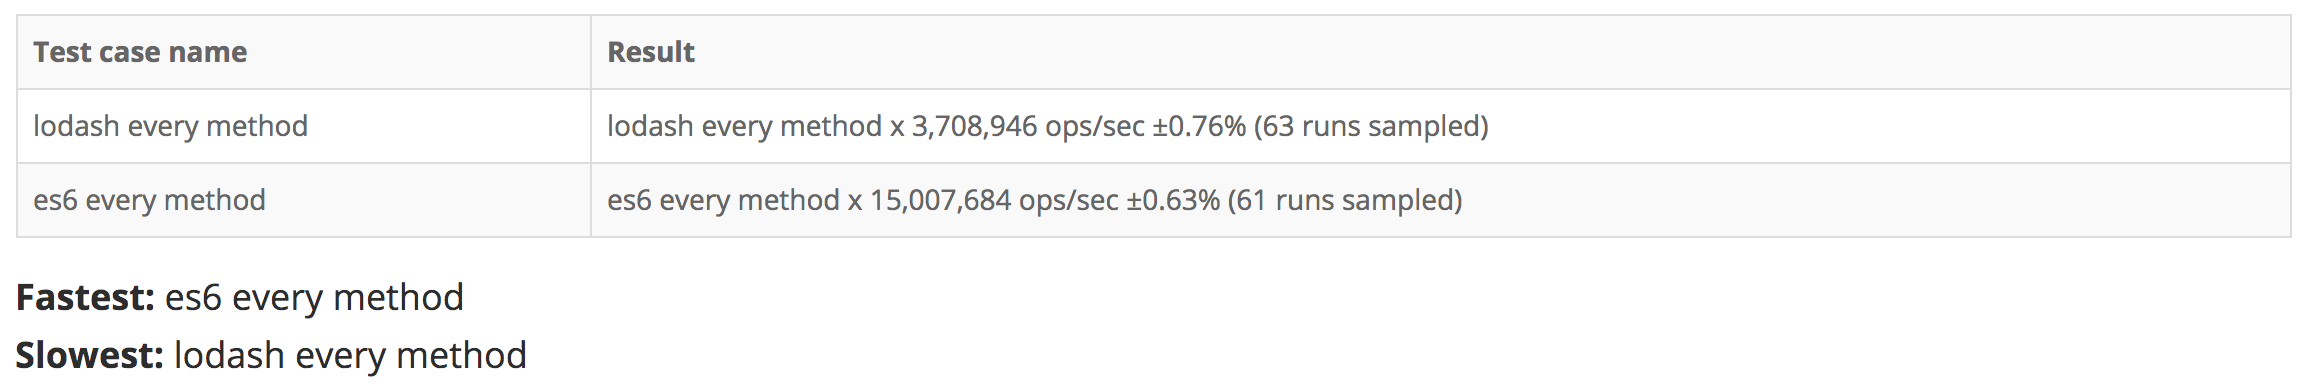 Test case name Result
lodash every method lodash every method x 3,708,946 ops/sec ±0.76% (63 runs sampled)
es6 every method es6 every method x 15,007,684 ops/sec ±0.63% (61 runs sampled)
Fastest: es6 every method
Slowest: lodash every method